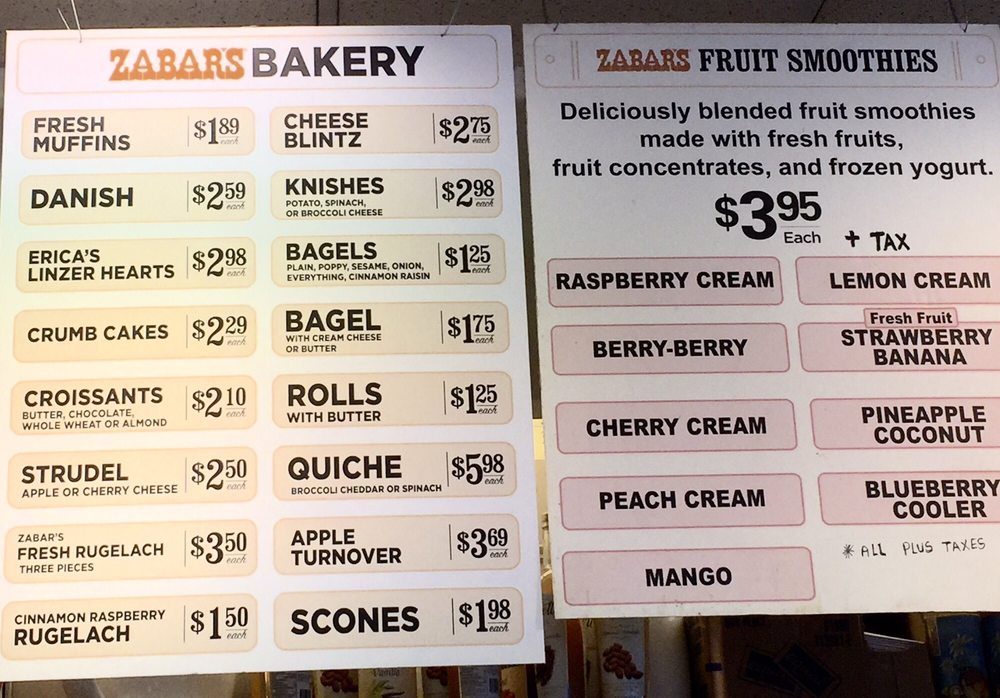 ZABAR'S BAKERY
FRESH
MUFFINS
$1.89
each
DANISH
$2.59
each
ERICA'S
LINZER HEARTS
$2.98
each
CRUMB CAKES
$2.29
each
CROISSANTS
BUTTER, CHOCOLATE,
WHOLE WHEAT OR ALMOND
$2.10
each
STRUDEL
APPLE OR CHERRY CHEESE
$2.50
each
ZABAR'S
FRESH RUGELACH
THREE PIECES
$3.50
each
CINNAMON RASPBERRY
RUGELACH
$1.50
each
CHEESE
BLINTZ
$2.75
each
KNISHES
POTATO, SPINACH,
OR BROCCOLI CHEESE
$2.98
each
BAGELS
PLAIN, POPPY, SESAME, ONION,
EVERYTHING, CINNAMON RAISIN
$1.25
each
BAGEL
WITH CREAM CHEESE
OR BUTTER
$1.75
each
ROLLS
WITH BUTTER
$1.25
each
QUICHE
BROCCOLI CHEDDAR OR SPINACH
$5.98
each
APPLE
TURNOVER
$3.69
each
SCONES
$1.98
each
ZABAR'S FRUIT SMOOTHIES
Deliciously blended fruit smoothies
made with fresh fruits,
fruit concentrates, and frozen yogurt.
$3.95
Each
+ TAX
RASPBERRY CREAM
BERRY-BERRY
CHERRY CREAM
PEACH CREAM
MANGO
LEMON CREAM
Fresh Fruit
STRAWBERRY
BANANA
PINEAPPLE
COCONUT
BLUEBERRY
COOLER
* ALL PLUS TAXES